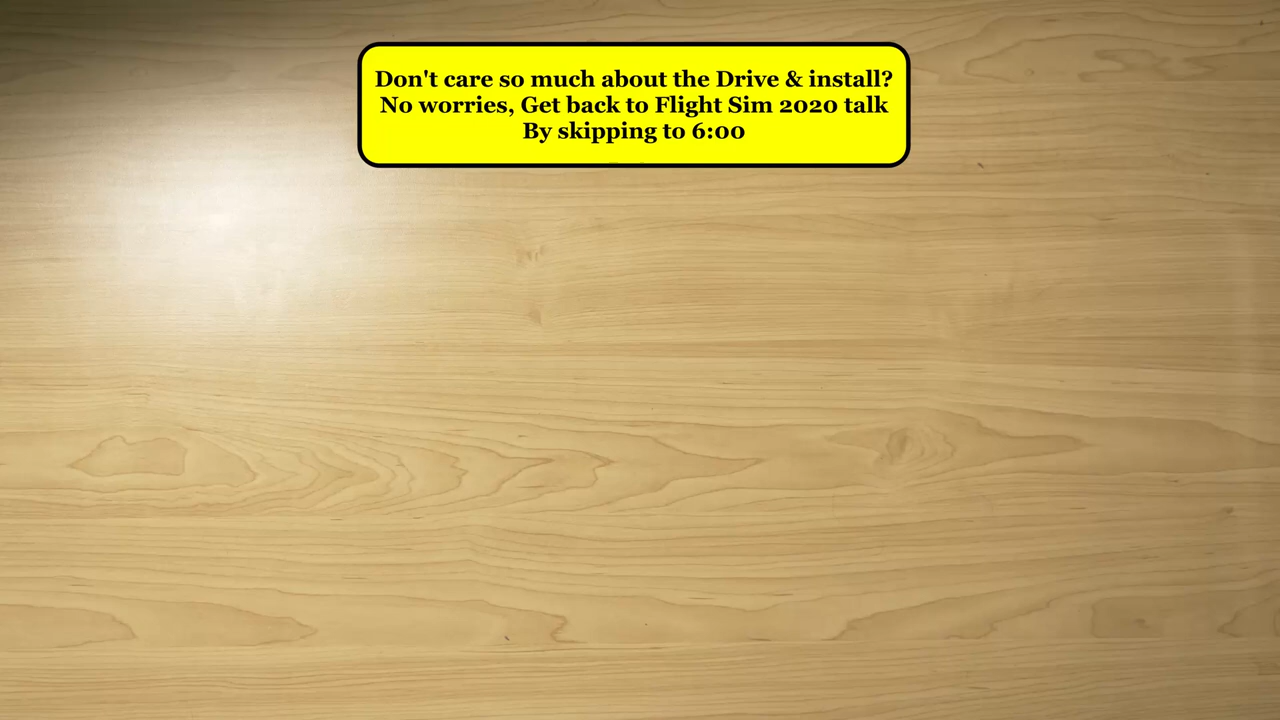 Don't care so much about the Drive & install?
No worries, Get back to Flight Sim 2020 talk
By skipping to 6:00